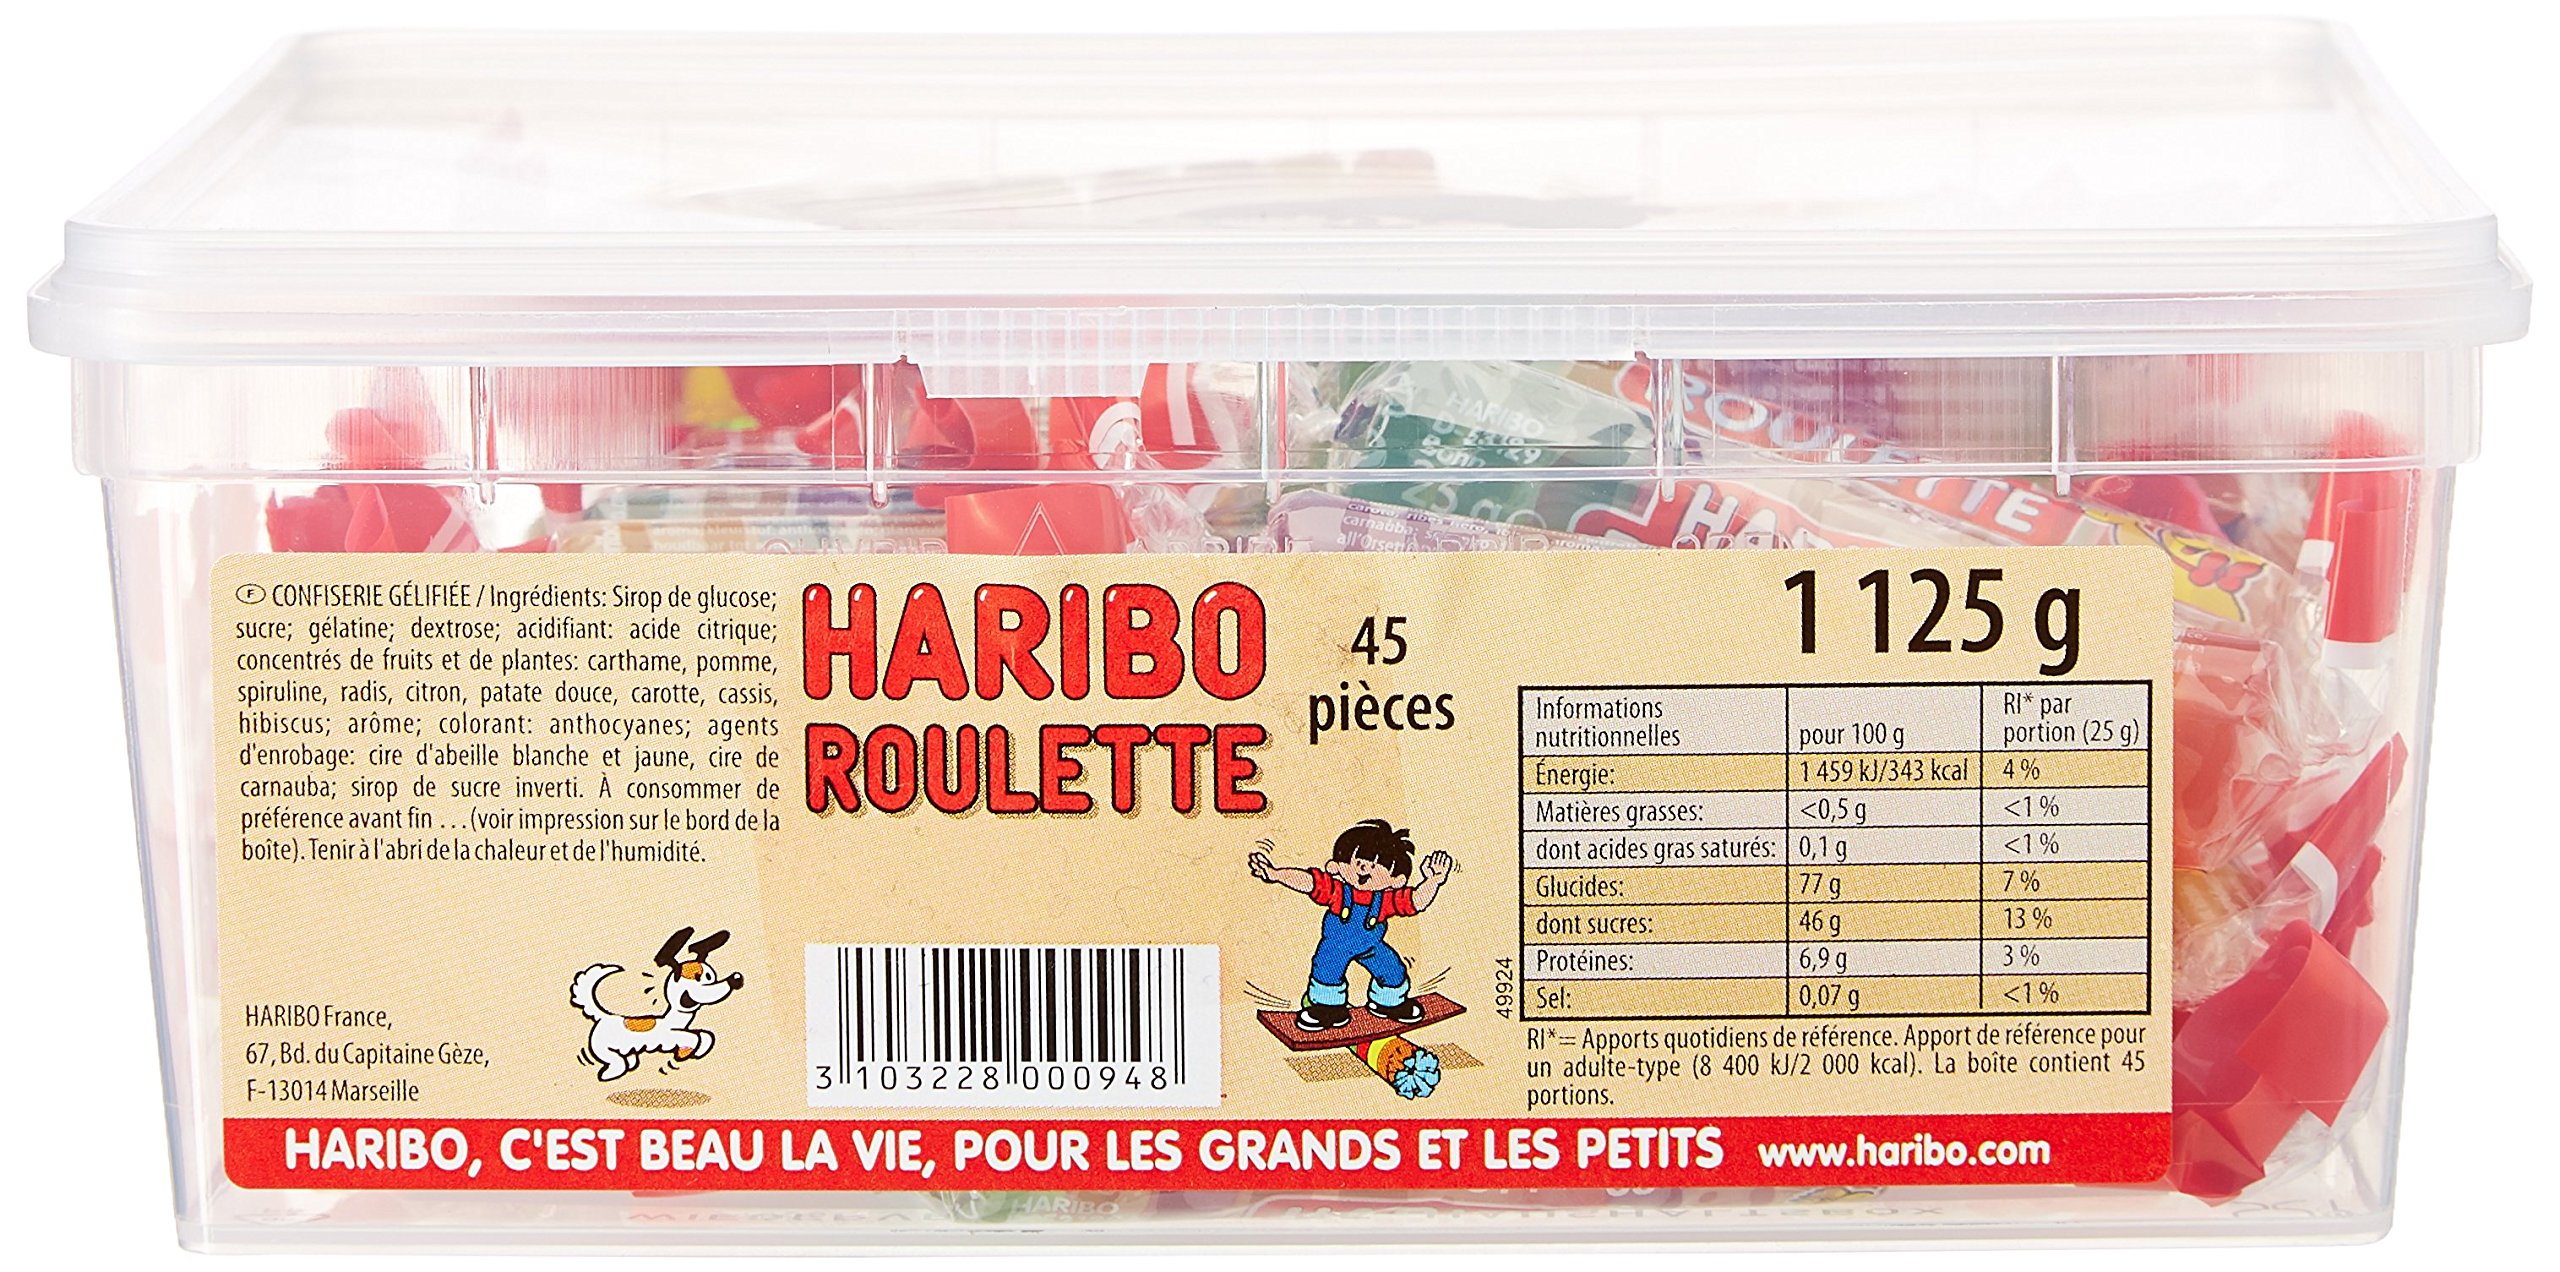 Ⓕ CONFISERIE GÉLIFIÉE / Ingrédients: Sirop de glucose;
sucre; gélatine; dextrose; acidifiant: acide citrique;
concentrés de fruits et de plantes: carthame, pomme,
spiruline, radis, citron, patate douce, carotte, cassis,
hibiscus; arôme; colorant: anthocyanes; agents
d'enrobage: cire d'abeille blanche et jaune, cire de
carnauba; sirop de sucre inverti. À consommer de
préférence avant fin ... (voir impression sur le bord de la
boîte). Tenir à l'abri de la chaleur et de l'humidité.
HARIBO France,
67, Bd. du Capitaine Gèze,
F-13014 Marseille
HARIBO
ROULETTE
45
pièces
3 103228 000948
1 125 g
Informations nutritionnelles pour 100 g RI* par portion (25 g)
Énergie: 1 459 kJ/343 kcal 4 %
Matières grasses: <0,5 g <1 %
dont acides gras saturés: 0,1 g <1 %
Glucides: 77 g 7 %
dont sucres: 46 g 13 %
Protéines: 6,9 g 3 %
Sel: 0,07 g <1 %
49924
RI*= Apports quotidiens de référence. Apport de référence pour
un adulte-type (8 400 kJ/2 000 kcal). La boîte contient 45
portions.
HARIBO, C'EST BEAU LA VIE, POUR LES GRANDS ET LES PETITS www.haribo.com
HARIBO
Bonn
25 g
ROULETTE
HARIBO